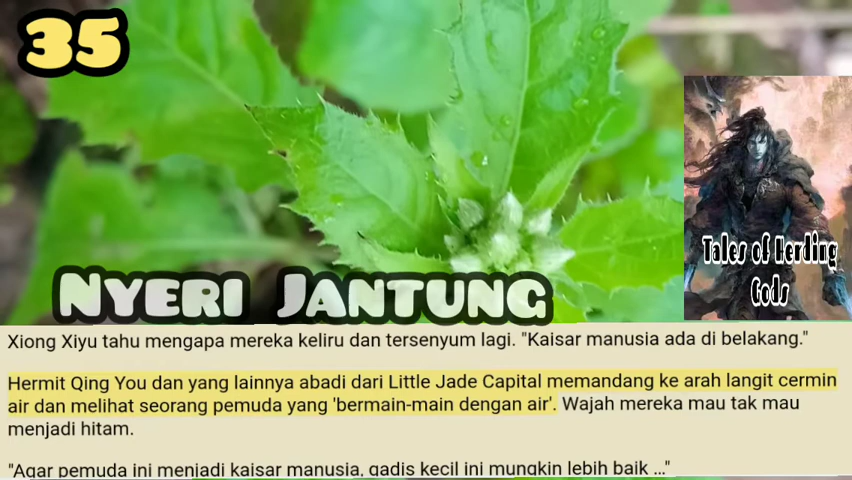 35
Tales of Herding
Gods
Nyeri Jantung
Xiong Xiyu tahu mengapa mereka keliru dan tersenyum lagi. "Kaisar manusia ada di belakang."
Hermit Qing You dan yang lainnya abadi dari Little Jade Capital memandang ke arah langit cermin
air dan melihat seorang pemuda yang 'bermain-main dengan air'. Wajah mereka mau tak mau
menjadi hitam.
"Agar pemuda ini menjadi kaisar manusia, gadis kecil ini mungkin lebih baik ..."